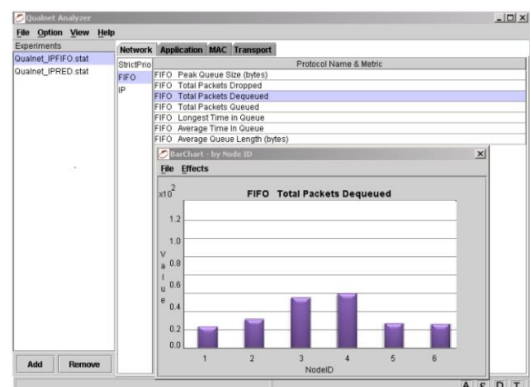 Qualnet Analyzer
File Option View Help
Experiments
Qualnet_IPFIFO.stat
Qualnet_IPRED.stat
Network Application MAC Transport
StrictPrio
FIFO
IP
Protocol Name & Metric
FIFO Peak Queue Size (bytes)
FIFO Total Packets Dropped
FIFO Total Packets Dequeued
FIFO Total Packets Queued
FIFO Longest Time in Queue
FIFO Average Time In Queue
FIFO Average Queue Length (bytes)
BarChart - by Node ID
File Effects
x10 2
FIFO Total Packets Dequeued
Value
1.2
1.0
0.8
0.6
0.4
0.2
0.0
1 2 3 4 5 6
NodeID
Add Remove
A S D T